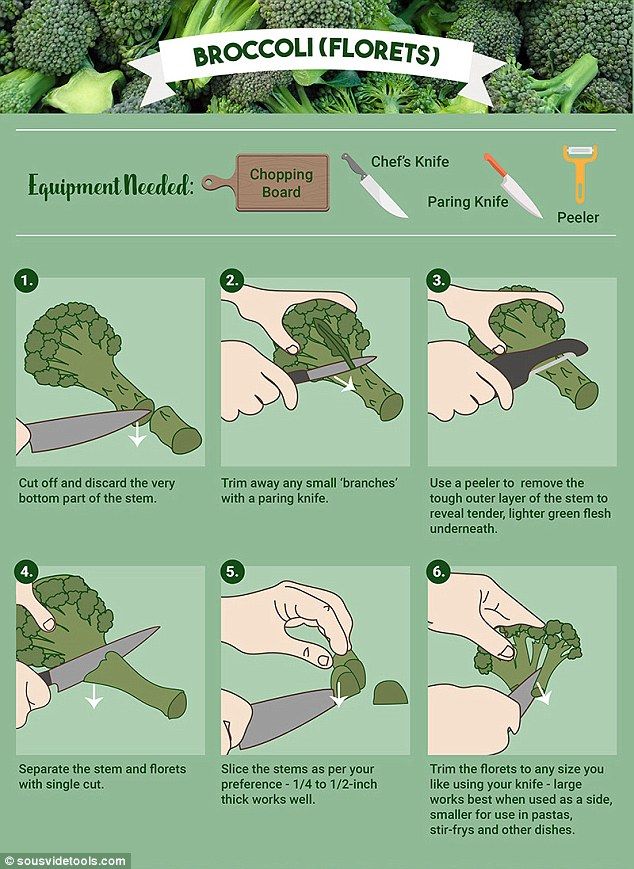 BROCCOLI (FLORETS)
Equipment Needed:
Chopping
Board
Chef's Knife
Paring Knife
Peeler
1.
Cut off and discard the very
bottom part of the stem.
2.
Trim away any small 'branches'
with a paring knife.
3.
Use a peeler to remove the
tough outer layer of the stem to
reveal tender, lighter green flesh
underneath.
4.
Separate the stem and florets
with single cut.
5.
Slice the stems as per your
preference - 1/4 to 1/2-inch
thick works well.
6.
Trim the florets to any size you
like using your knife - large
works best when used as a side,
smaller for use in pastas,
stir-frys and other dishes.
© sousvidetools.com